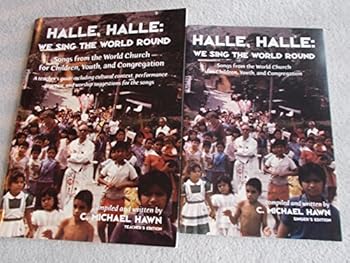 HALLE, HALLE:
WE SING THE WORLD ROUND
Songs from the World Church —
For Children, Youth, and Congregation
A teacher's guide including cultural context, performance
practice, and worship suggestions for the songs
compiled and written by
C. MICHAEL HAWN
TEACHER'S EDITION
HALLE, HALLE:
WE SING THE WORLD ROUND
Songs from the World Church
For Children, Youth, and Congregation
compiled and written by
C. MICHAEL HAWN
SINGER'S EDITION